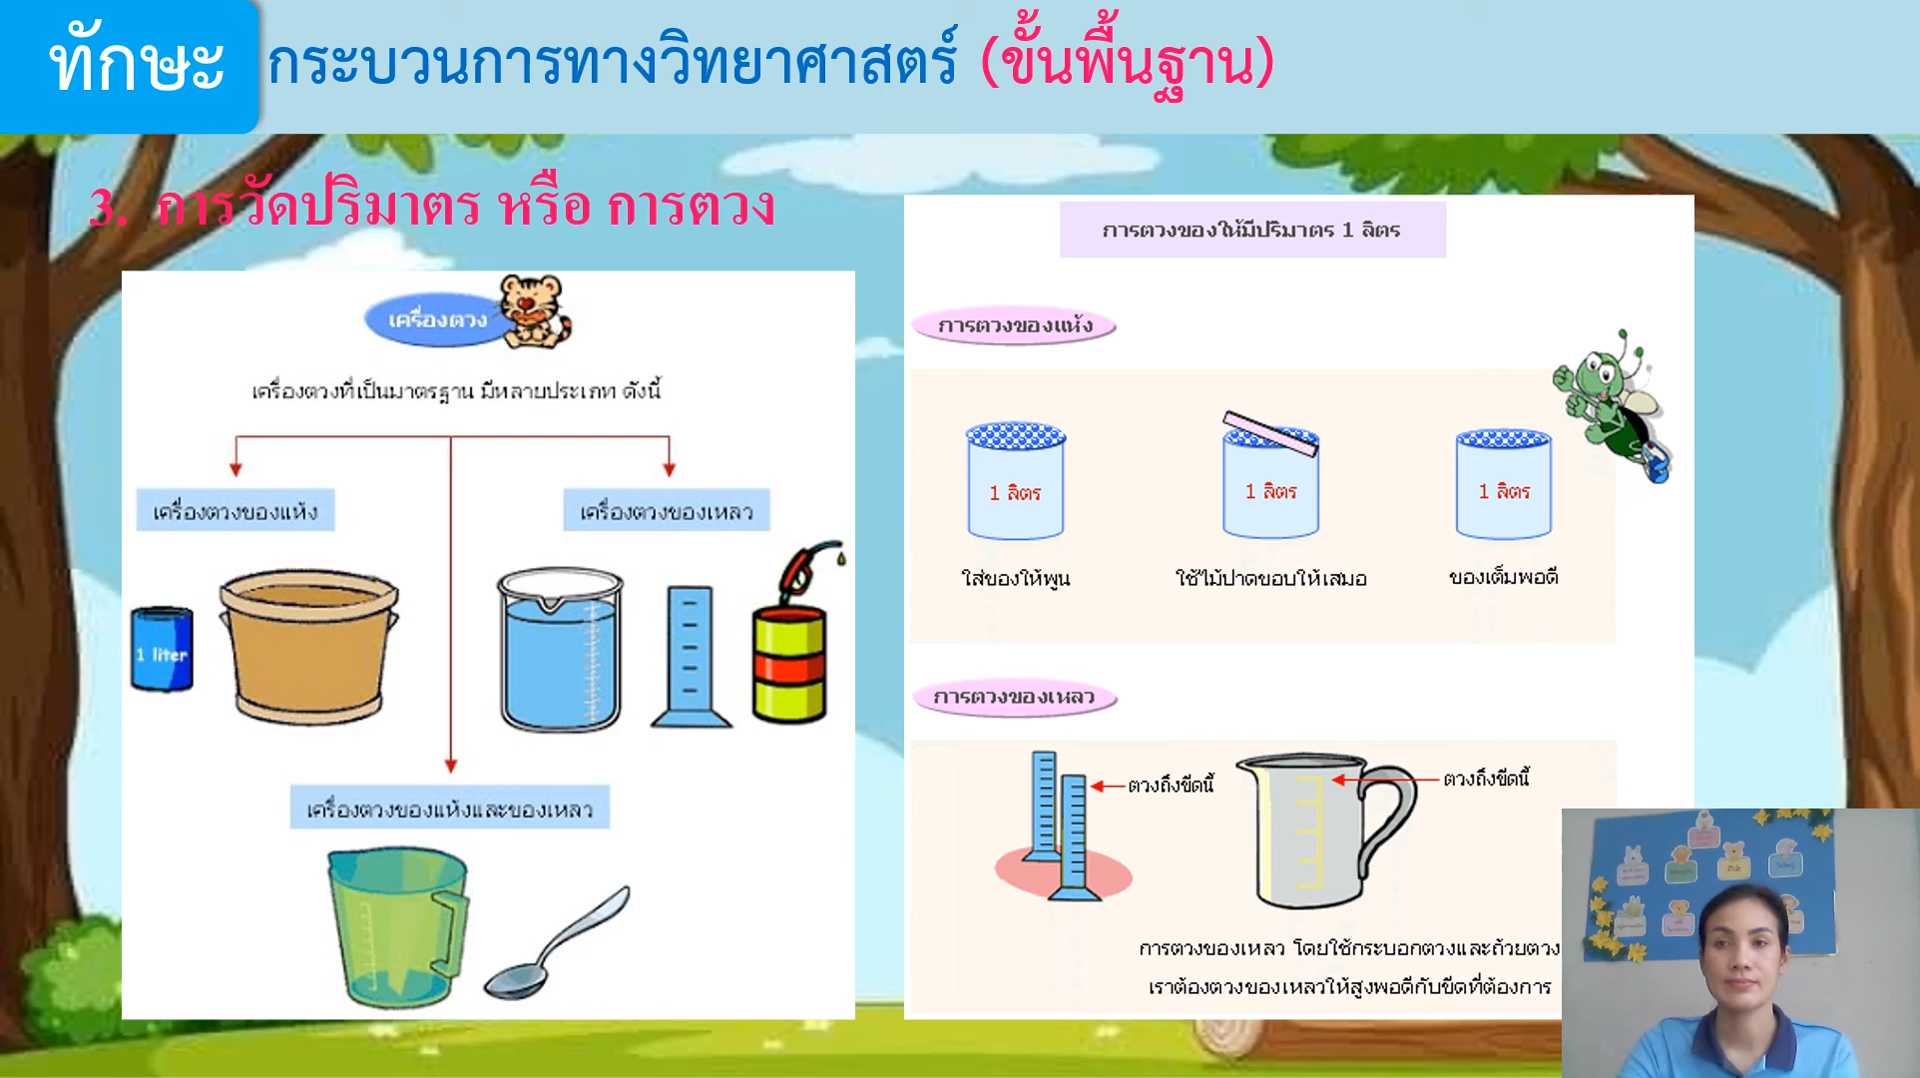 ทักษะ กระบวนการทางวิทยาศาสตร์ (ขั้นพื้นฐาน)
3. การวัดปริมาตร หรือ การตวง
เครื่องตวง
เครื่องตวงที่เป็นมาตรฐาน มีหลายประเภท ดังนี้
เครื่องตวงของแห้ง
เครื่องตวงของเหลว
1 liter
เครื่องตวงของแห้งและของเหลว
การตวงของให้มีปริมาตร 1 ลิตร
การตวงของแห้ง
1 ลิตร
1 ลิตร
1 ลิตร
ใส่ของให้พูน
ใช้ไม้ปาดขอบให้เสมอ
ของเต็มพอดี
การตวงของเหลว
ตวงถึงขีดนี้
ตวงถึงขีดนี้
การตวงของเหลว โดยใช้กระบอกตวงและถ้วยตวง
เราต้องตวงของเหลวให้สูงพอดีกับขีดที่ต้องการ